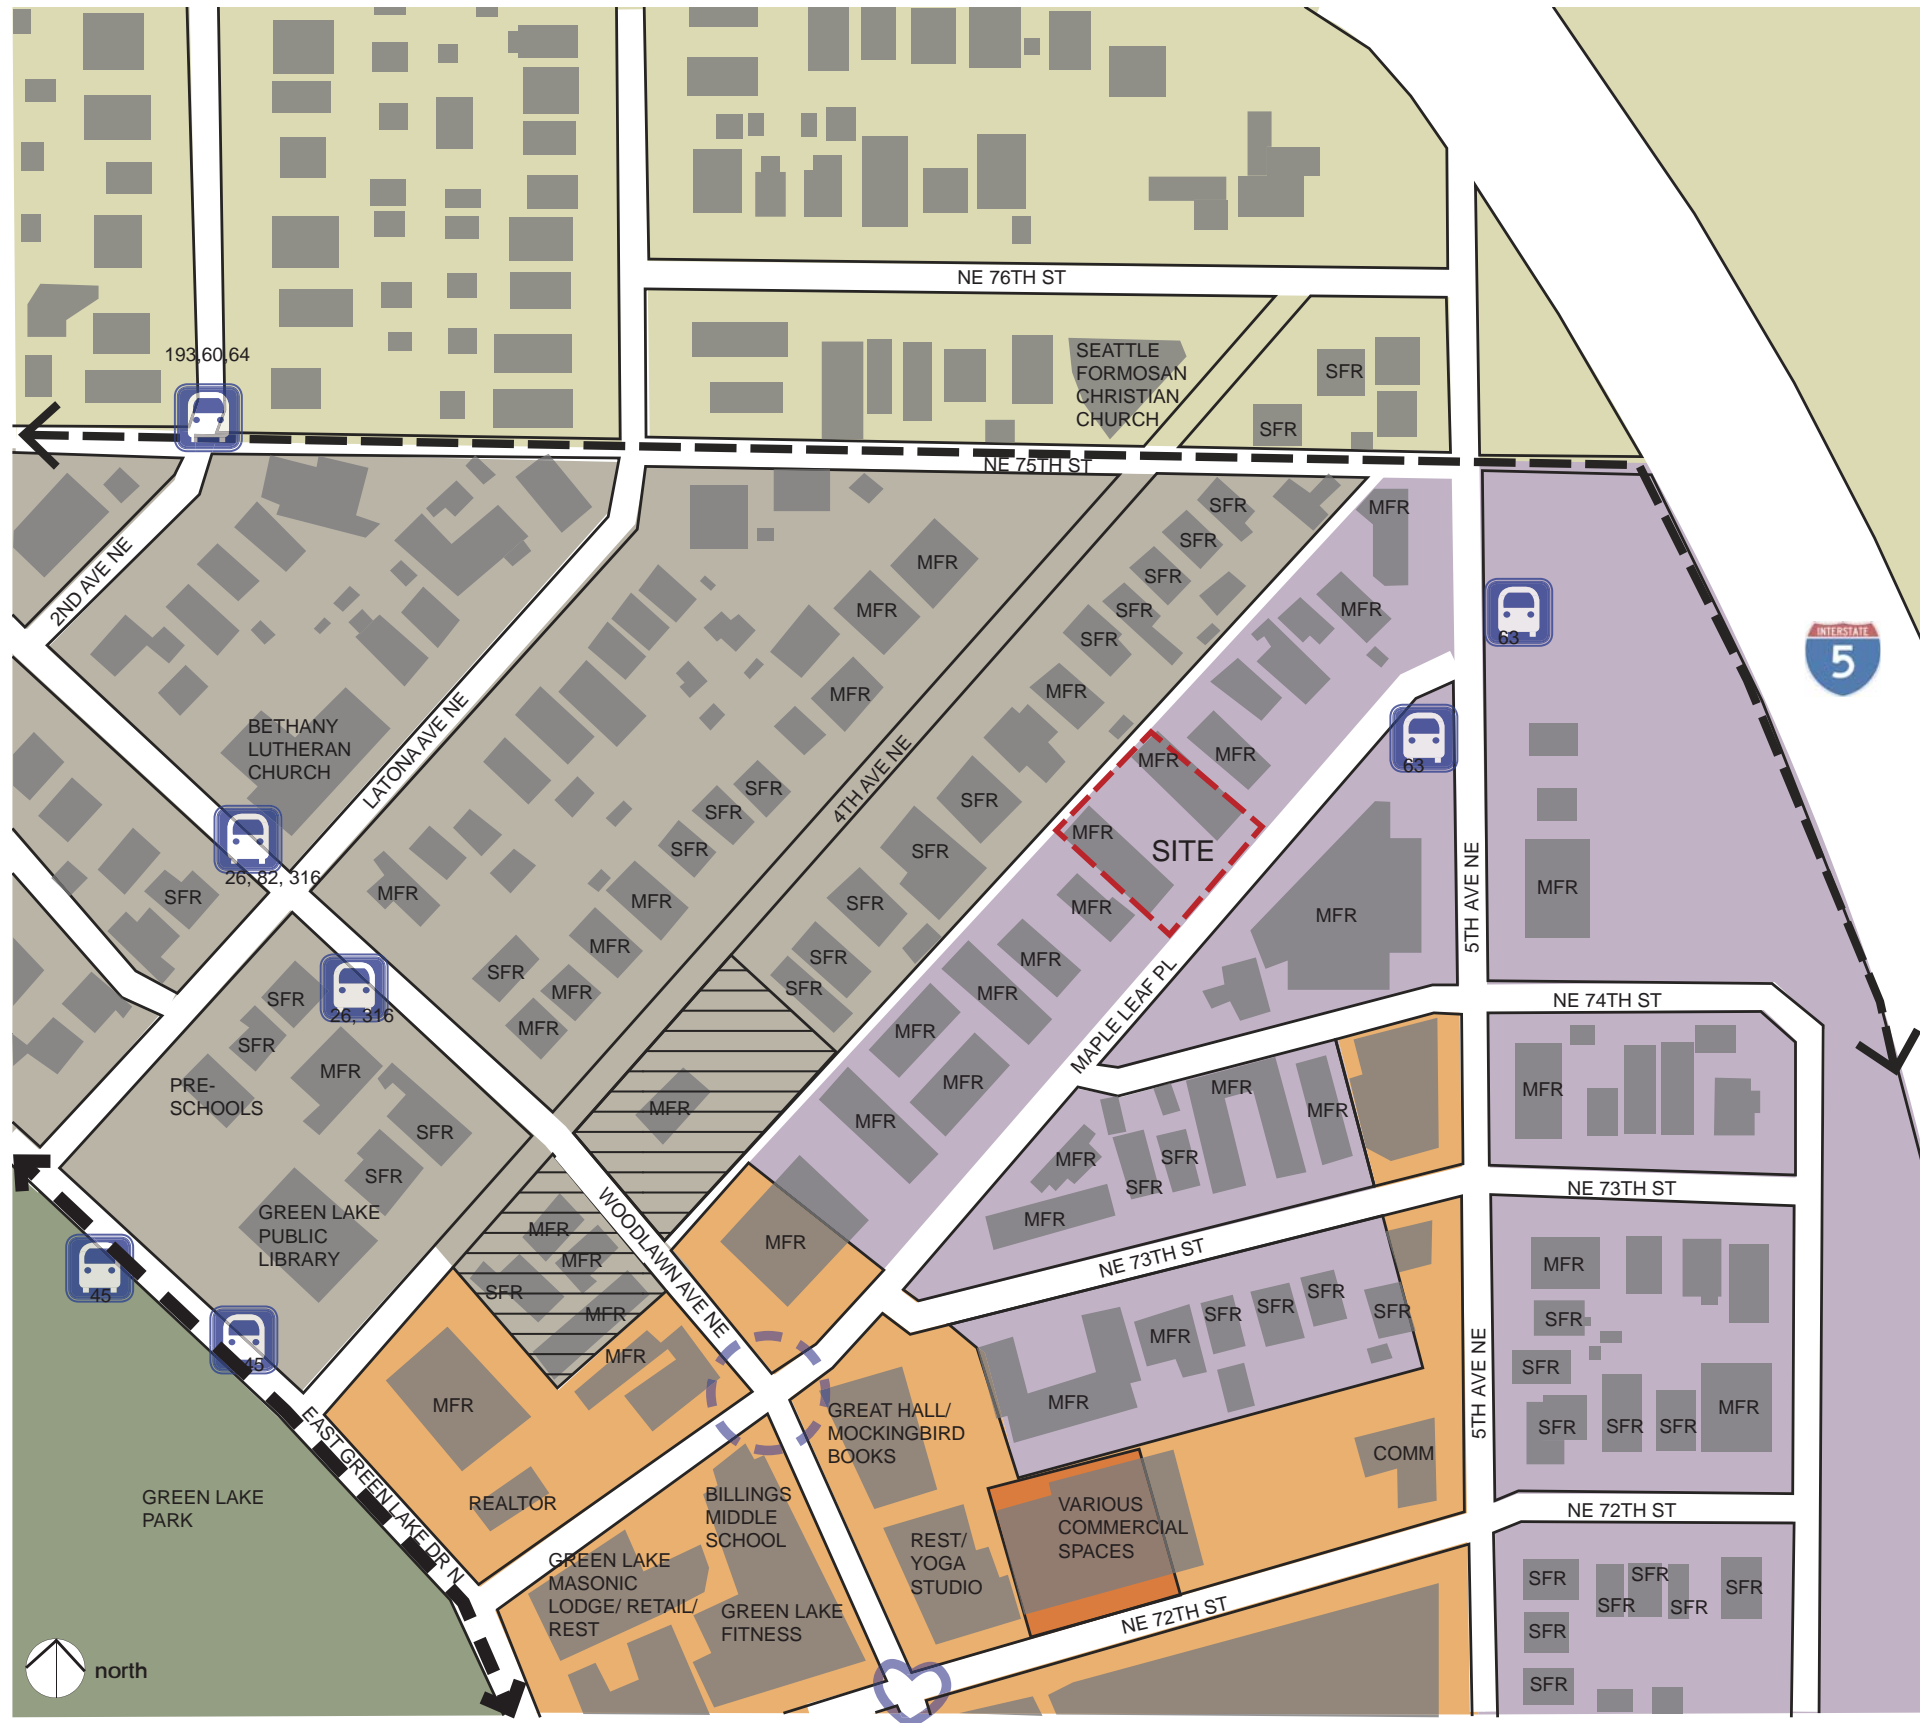 NE 76TH ST
193,60,64
SEATTLE
FORMOSAN
CHRISTIAN
CHURCH
SFR
SFR
NE 75TH ST
SFR
MFR
SFR
MFR
SFR
2ND AVE NE
MFR
SFR
MFR
63
SFR
INTERSTATE
5
MFR
MFR
BETHANY
LUTHERAN
CHURCH
LATONA AVE NE
4TH AVE NE
MFR
MFR
63
SFR
SFR
SFR
SFR
MFR
SITE
SFR
26, 82, 316
SFR
MFR
MFR
SFR
MFR
MFR
5TH AVE NE
MFR
MFR
SFR
MFR
SFR
MFR
SFR
MFR
MFR
SFR
26, 316
MFR
MFR
MAPLE LEAF PL
NE 74TH ST
SFR
MFR
PRE-
SCHOOLS
MFR
MFR
MFR
MFR
MFR
MFR
SFR
SFR
MFR
SFR
SFR
NE 73TH ST
GREEN LAKE
PUBLIC
LIBRARY
MFR
MFR
SFR
MFR
WOODLAWN AVE NE
MFR
MFR
NE 73TH ST
MFR
45
SFR
SFR
SFR
SFR
SFR
MFR
45
MFR
5TH AVE NE
SFR
MFR
MFR
SFR
SFR
SFR
MFR
EAST GREEN LAKE DR N
GREAT HALL/
MOCKINGBIRD
BOOKS
COMM
GREEN LAKE
PARK
REALTOR
BILLINGS
MIDDLE
SCHOOL
VARIOUS
COMMERCIAL
SPACES
NE 72TH ST
REST/
YOGA
STUDIO
GREEN LAKE
MASONIC
LODGE/ RETAIL/
REST
GREEN LAKE
FITNESS
NE 72TH ST
SFR
SFR
SFR
SFR
SFR
SFR
SFR
north